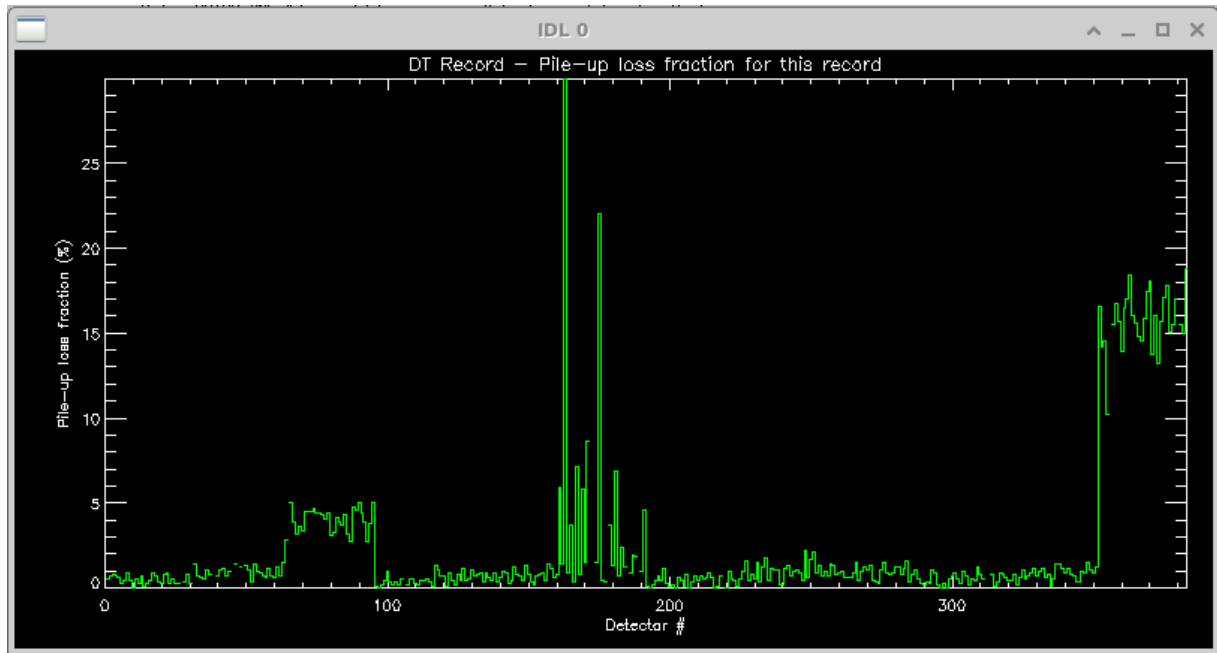 IDL 0
DT Record – Pile–up loss fraction for this record
25
20
15
10
5
0
Pile–up loss fraction (%)
0 100 200 300
Detector #